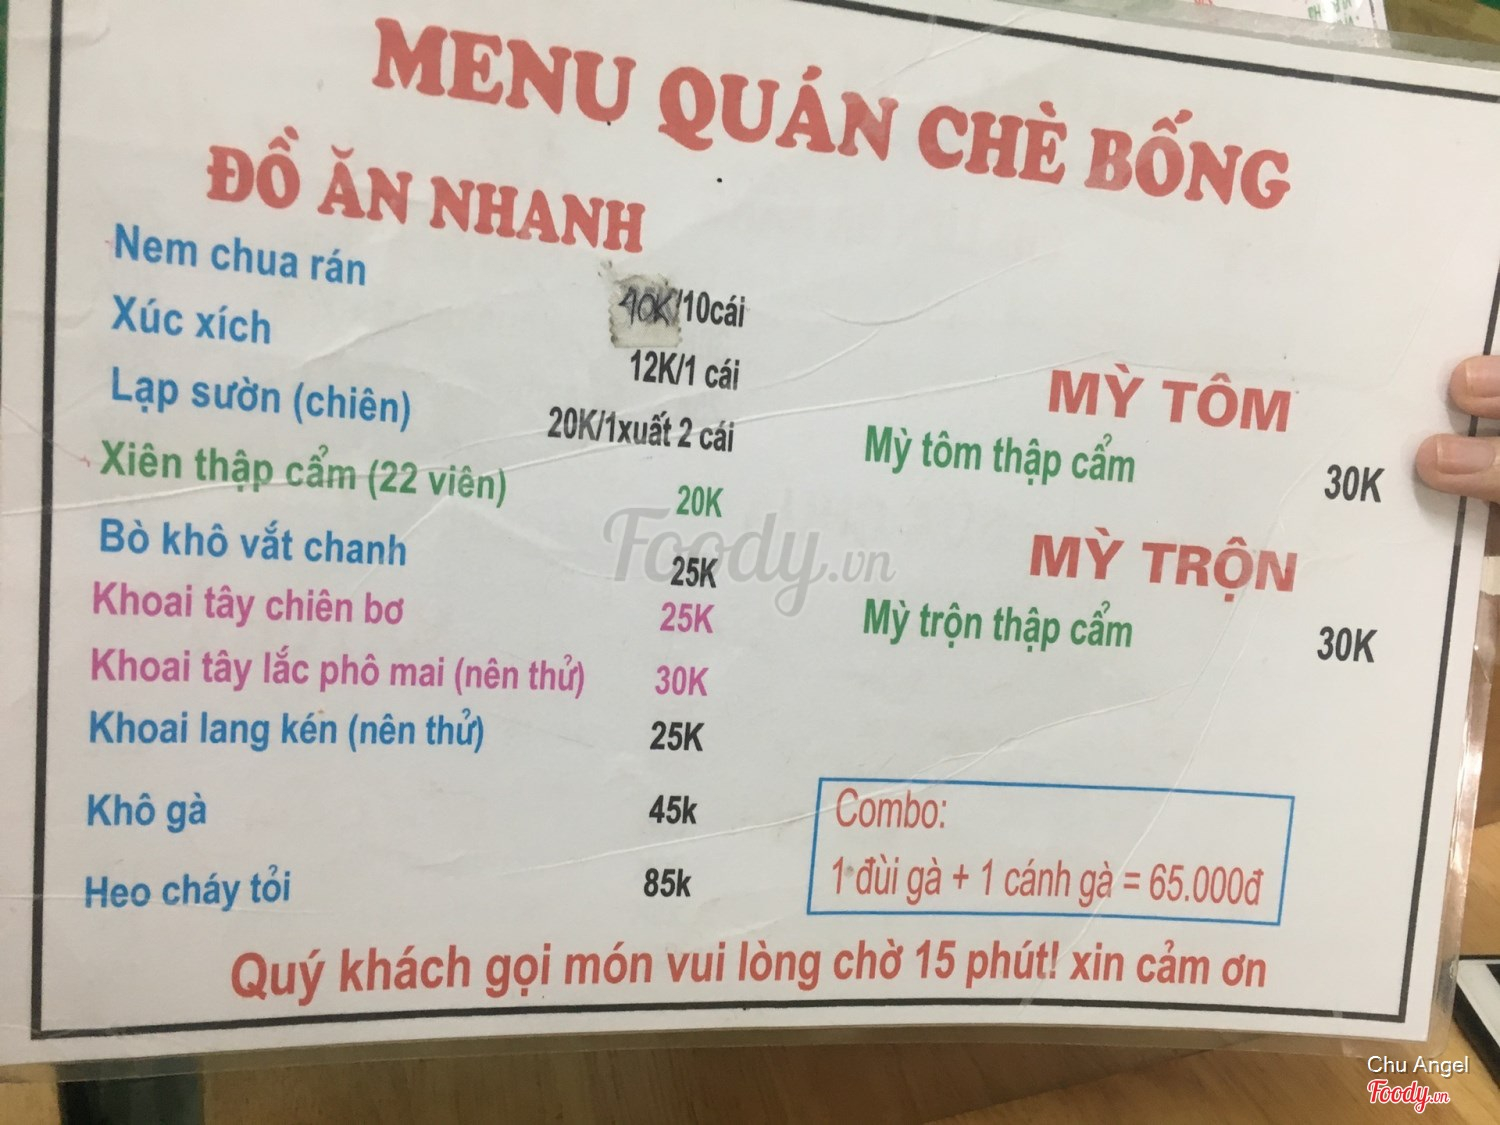 MENU QUÁN CHÈ BỐNG
ĐỒ ĂN NHANH
Nem chua rán 40K/10cái
Xúc xích 12K/1 cái
Lạp sườn (chiên) 20K/1xuất 2 cái
Xiên thập cẩm (22 viên) 20K
Bò khô vắt chanh 25K
Khoai tây chiên bơ 25K
Khoai tây lắc phô mai (nên thử) 30K
Khoai lang kén (nên thử) 25K
Khô gà 45k
Heo cháy tỏi 85k
MỲ TÔM
Mỳ tôm thập cẩm 30K
MỲ TRỘN
Mỳ trộn thập cẩm 30K
Combo:
1 đùi gà + 1 cánh gà = 65.000đ
Quý khách gọi món vui lòng chờ 15 phút! xin cảm ơn
Foody.vn
Chu Angel
Foody.vn